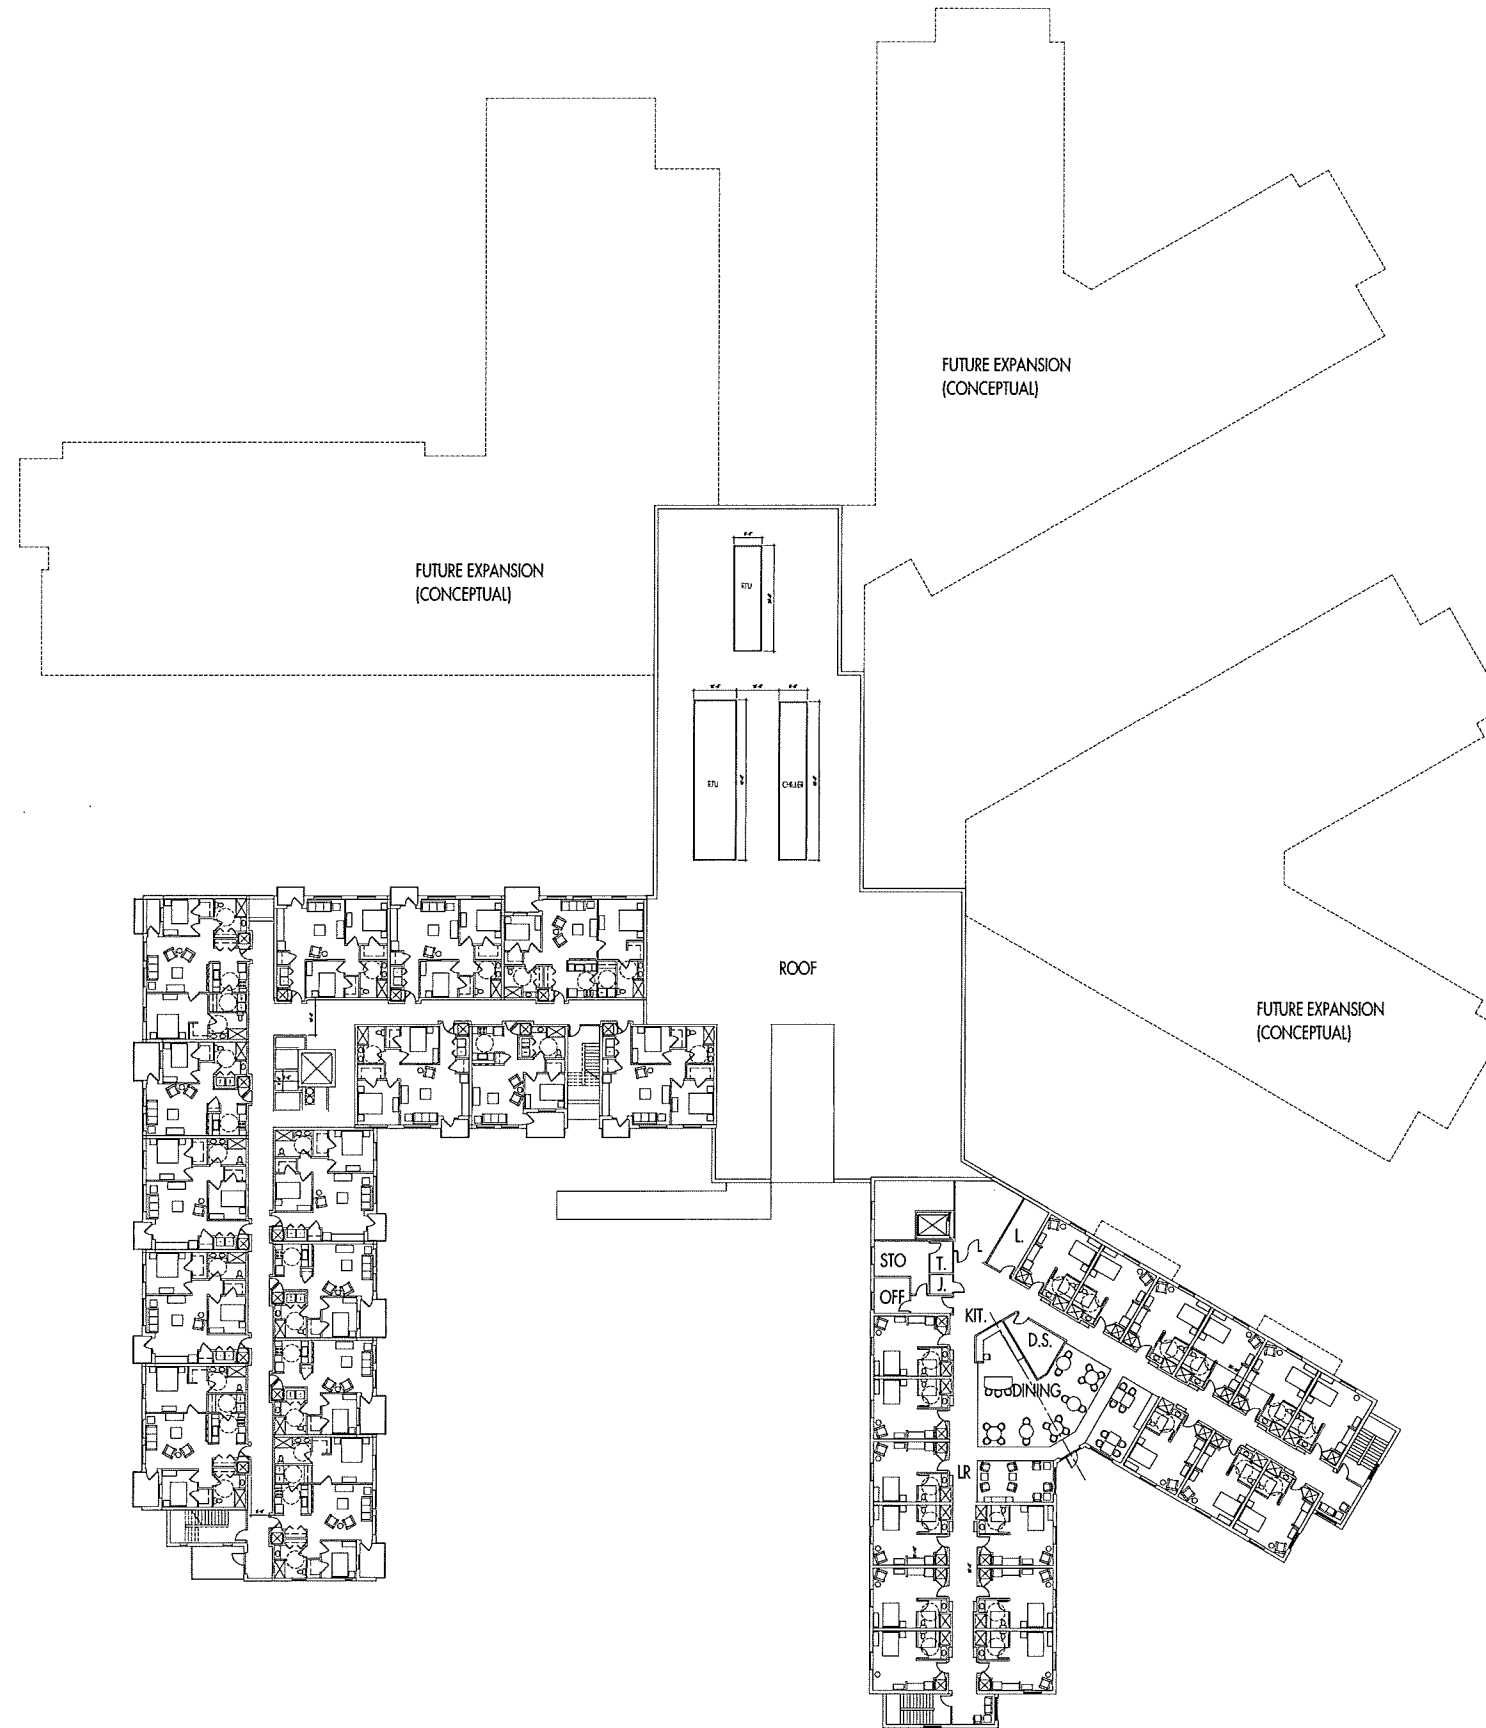 FUTURE EXPANSION
(CONCEPTUAL)
FUTURE EXPANSION
(CONCEPTUAL)
RTU
RTU
CHILLER
ROOF
FUTURE EXPANSION
(CONCEPTUAL)
L.
STO
T.
J.
OFF
KIT.
D.S.
DINING
LR